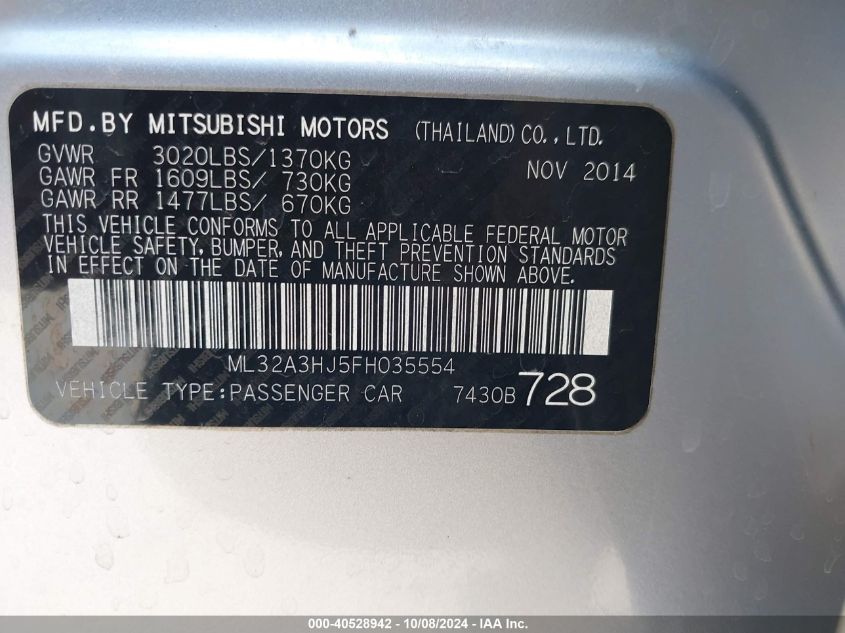 MFD.BY MITSUBISHI MOTORS (THAILAND)CO.,LTD.
GVWR 3020LBS/1370KG NOV 2014
GAWR FR 1609LBS/ 730KG
GAWR RR 1477LBS/ 670KG
THIS VEHICLE CONFORMS TO ALL APPLICABLE FEDERAL MOTOR
VEHICLE SAFETY, BUMPER, AND THEFT PREVENTION STANDARDS
IN EFFECT ON THE DATE OF MANUFACTURE SHOWN ABOVE.
ML32A3HJ5FH035554
VEHICLE TYPE:PASSENGER CAR 7430B 728
000-40528942 - 10/08/2024 - IAA Inc.